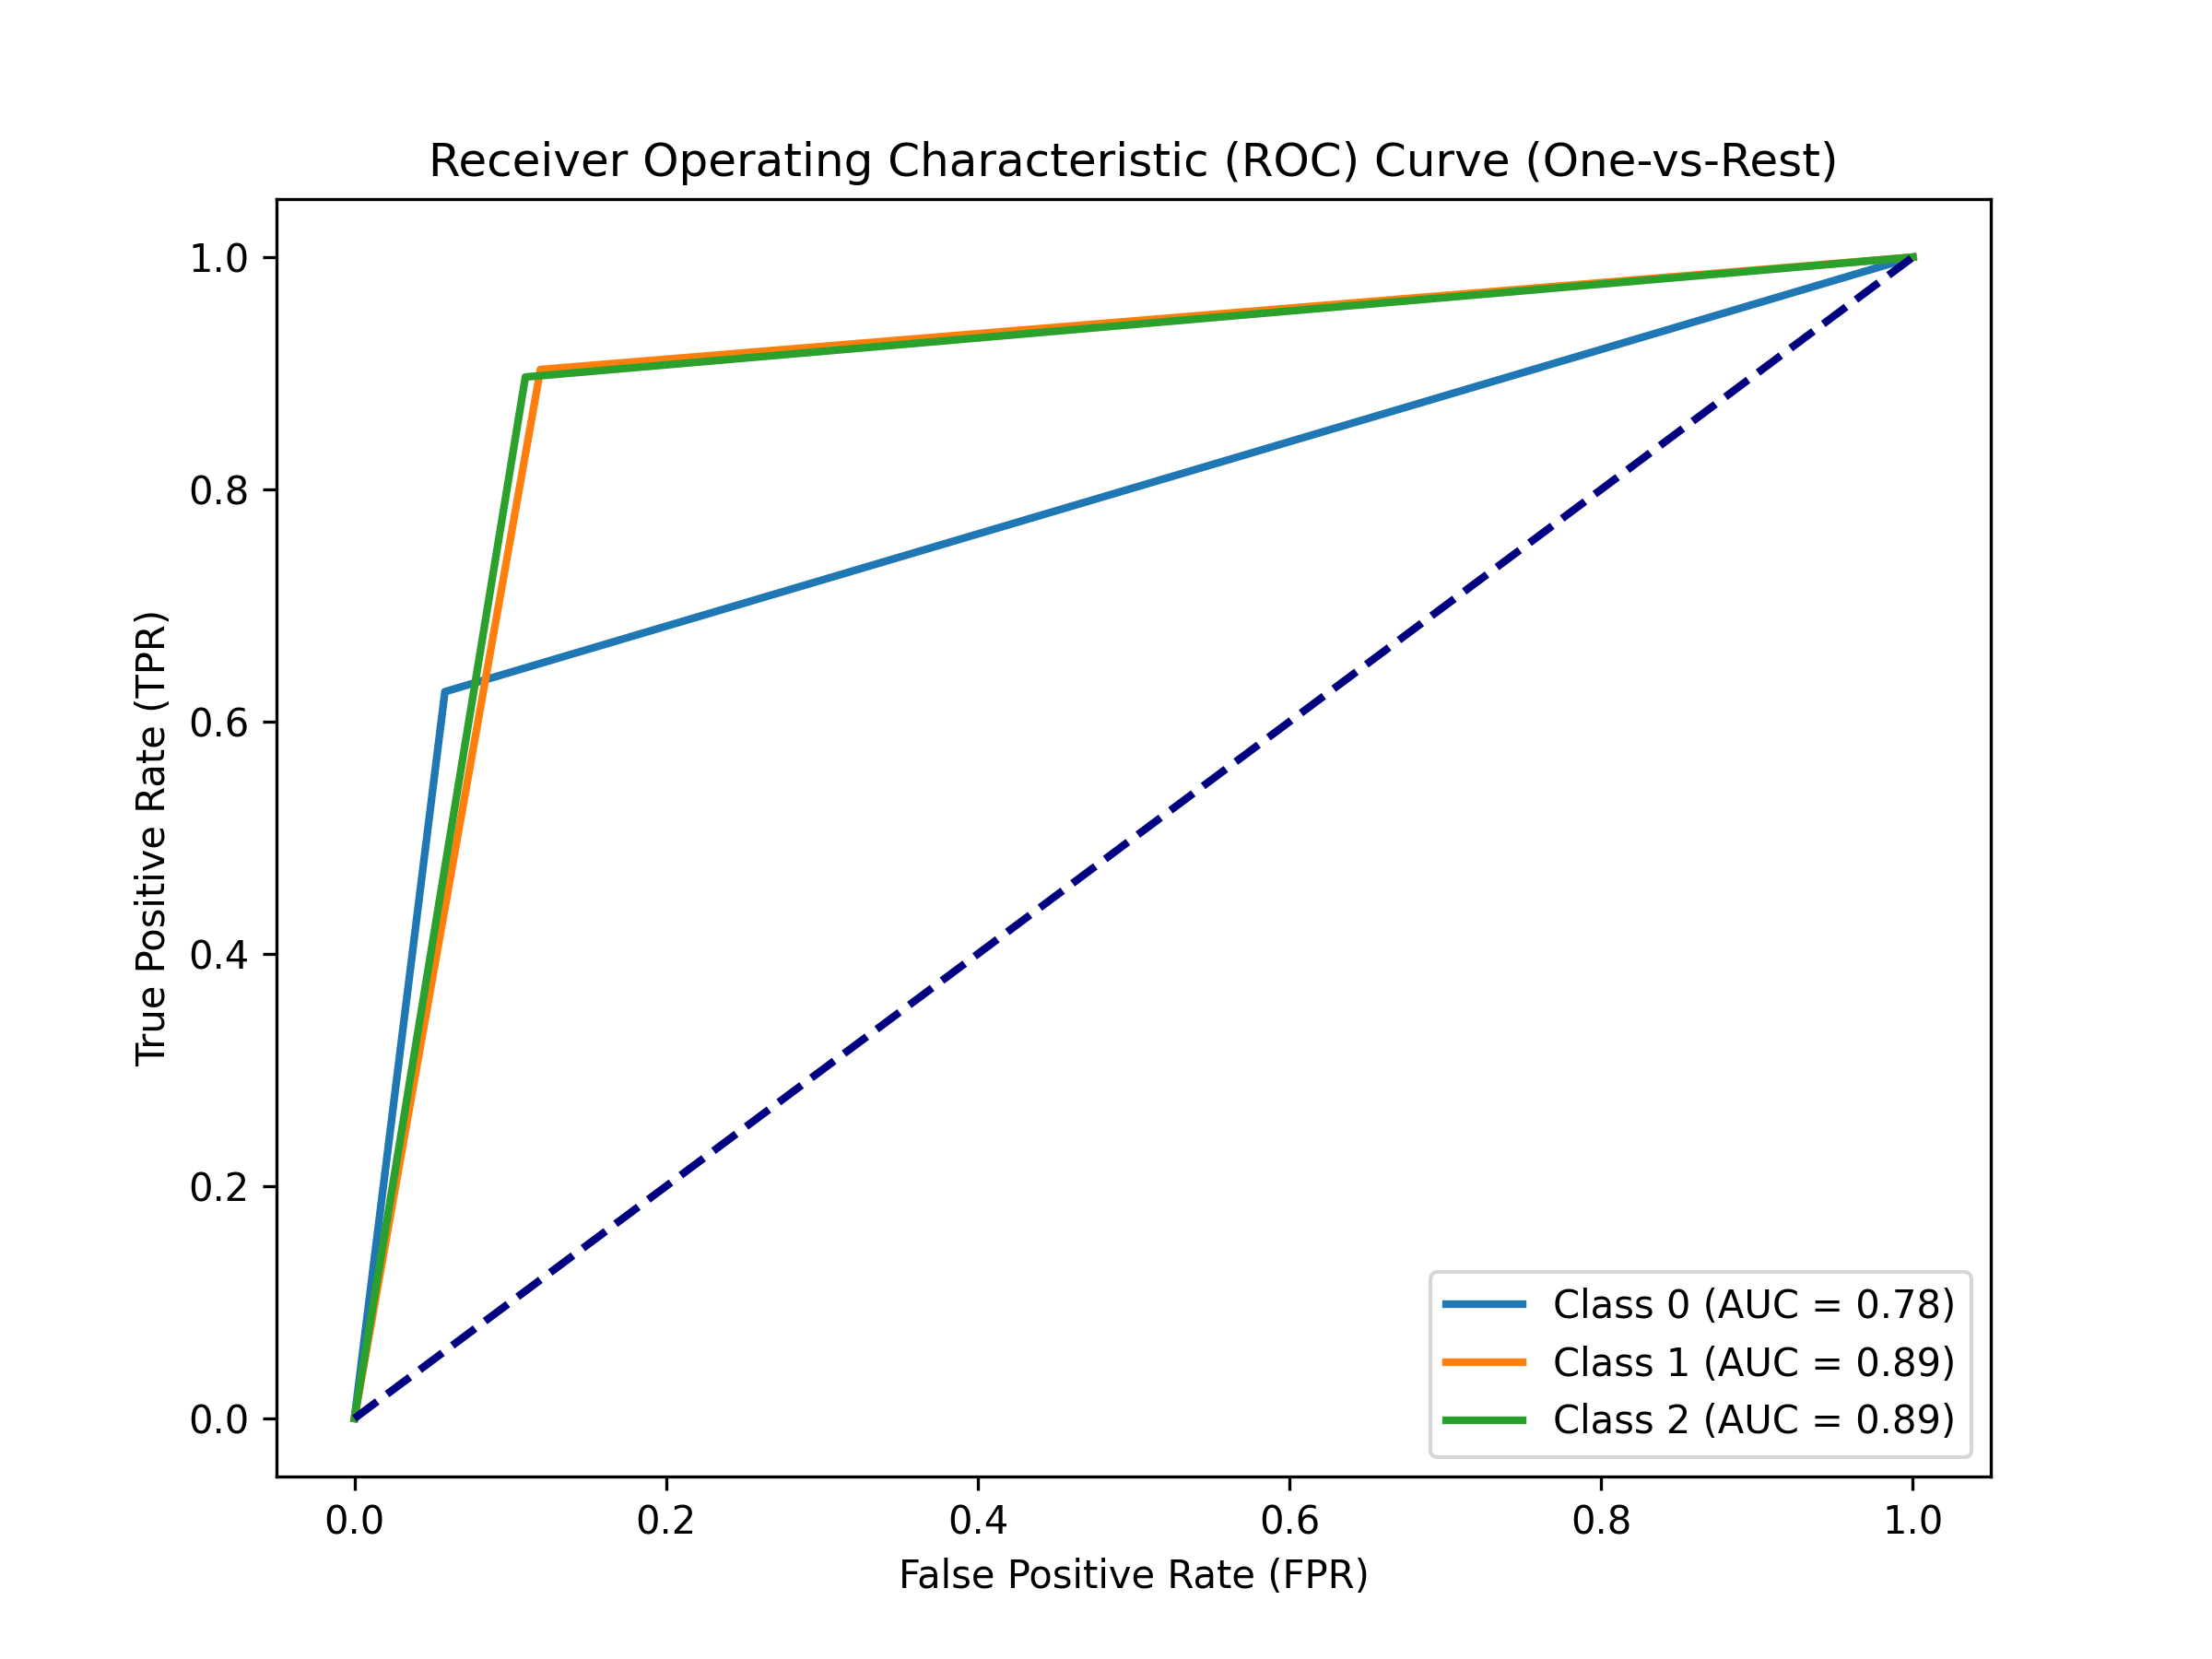 Receiver Operating Characteristic (ROC) Curve (One-vs-Rest)
True Positive Rate (TPR)
1.0
0.8
0.6
0.4
0.2
0.0
Class 0 (AUC = 0.78)
Class 1 (AUC = 0.89)
Class 2 (AUC = 0.89)
0.0 0.2 0.4 0.6 0.8 1.0
False Positive Rate (FPR)